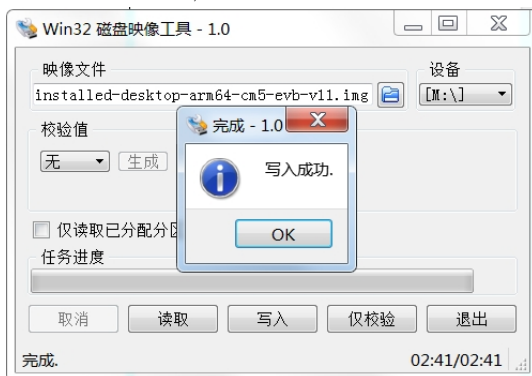 Win32 磁盘映像工具 - 1.0
映像文件
设备
installed-desktop-arm64-cm5-evb-v11.img
[M:\]
校验值
无
生成
完成 - 1.0
写入成功.
OK
仅读取已分配分区
任务进度
取消
读取
写入
仅校验
退出
完成.
02:41/02:41